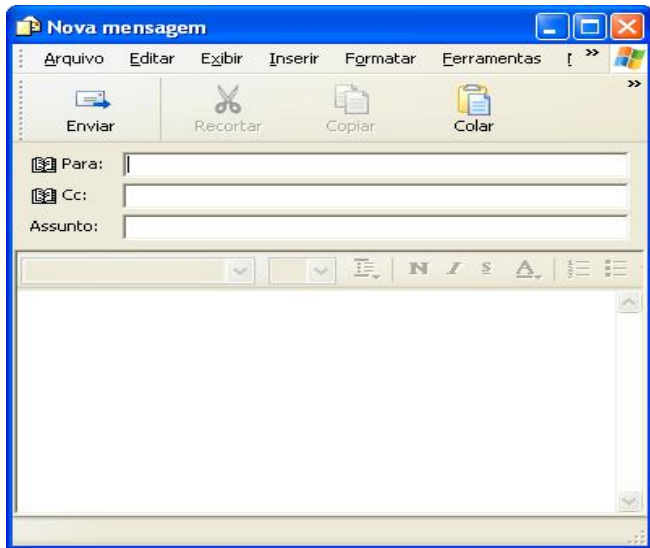 Nova mensagem
Arquivo Editar Exibir Inserir Formatar Ferramentas »
»
Enviar Recortar Copiar Colar
Para:
Cc:
Assunto:
N I S A